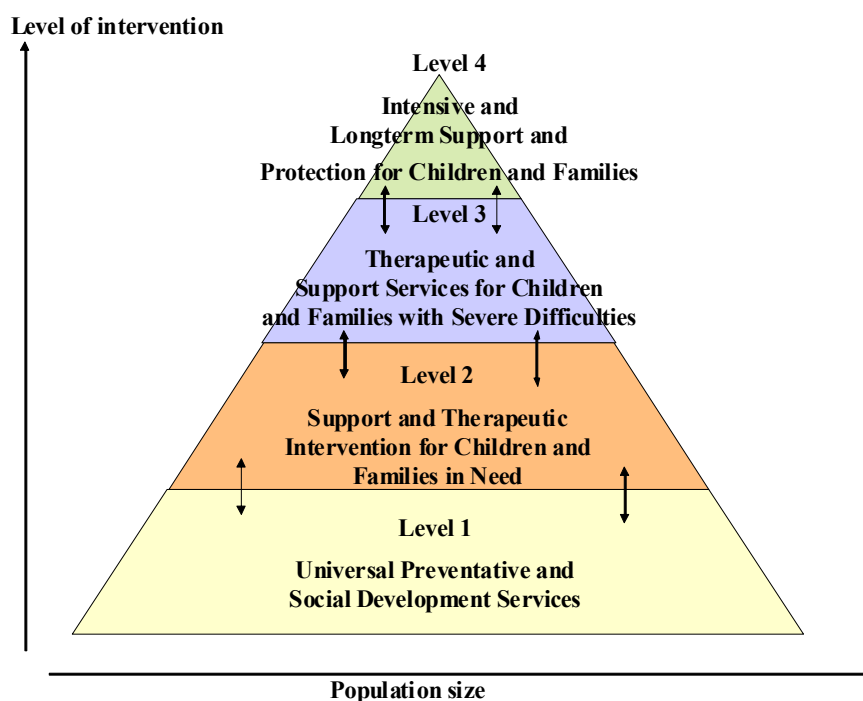 Level of intervention
Level 4
Intensive and
Longterm Support and
Protection for Children and Families
Level 3
Therapeutic and
Support Services for Children
and Families with Severe Difficulties
Level 2
Support and Therapeutic
Intervention for Children and
Families in Need
Level 1
Universal Preventative and
Social Development Services
Population size